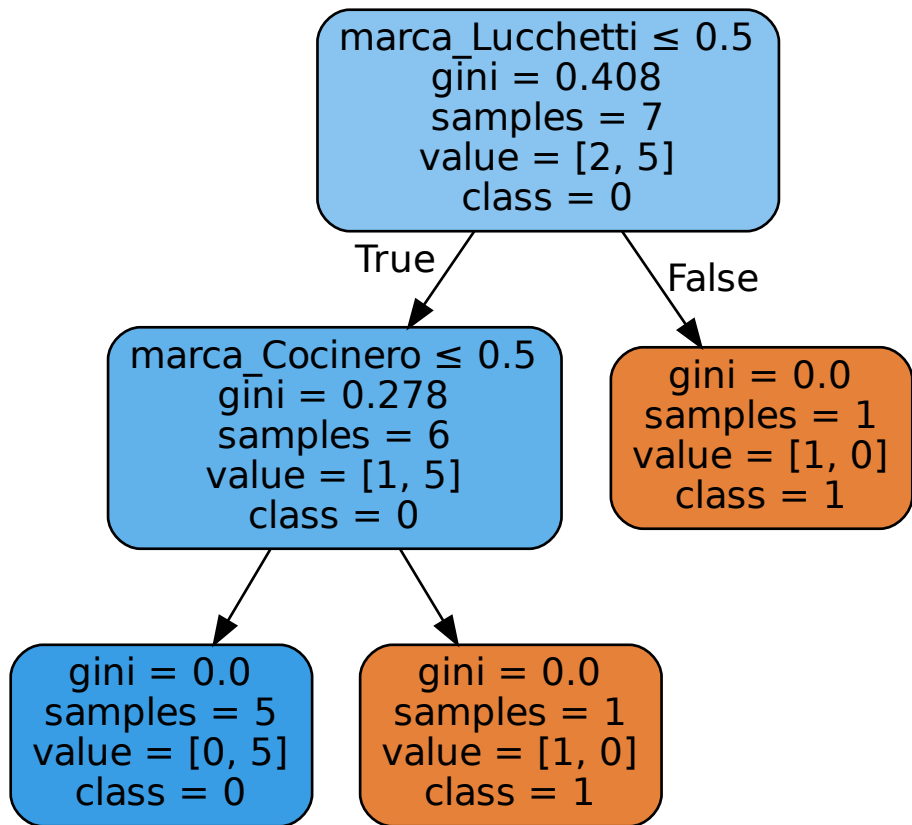 marca_Lucchetti ≤ 0.5
gini = 0.408
samples = 7
value = [2, 5]
class = 0
True
False
marca_Cocinero ≤ 0.5
gini = 0.278
samples = 6
value = [1, 5]
class = 0
gini = 0.0
samples = 1
value = [1, 0]
class = 1
gini = 0.0
samples = 5
value = [0, 5]
class = 0
gini = 0.0
samples = 1
value = [1, 0]
class = 1